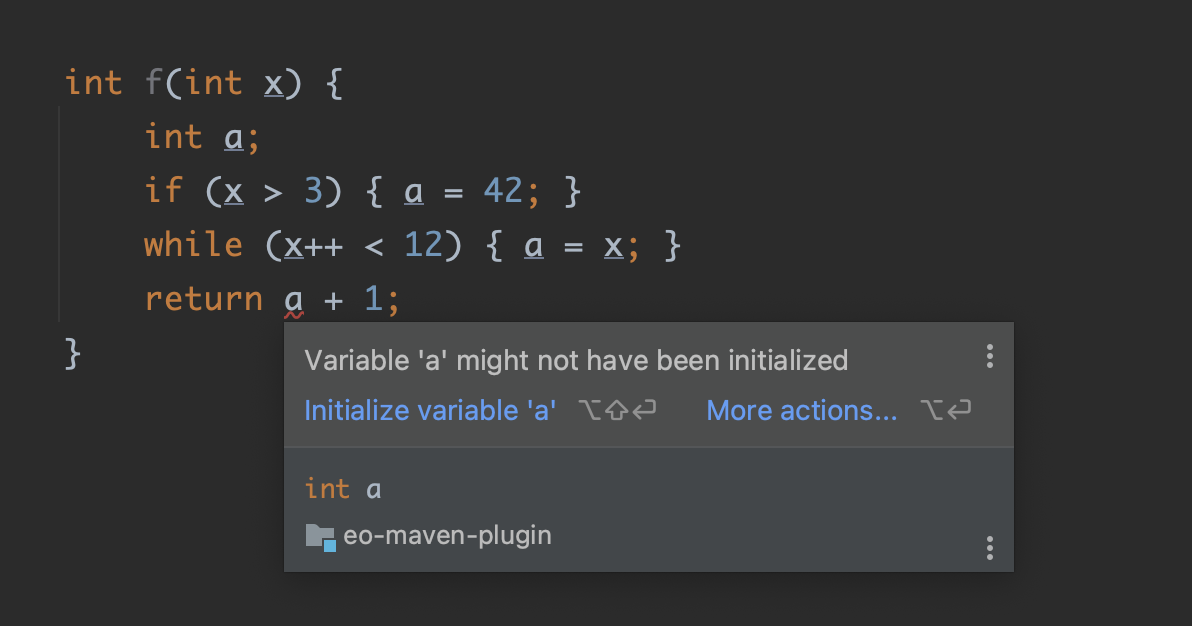 int f(int x) {
int a;
if (x > 3) { a = 42; }
while (x++ < 12) { a = x; }
return a + 1;
}
Variable 'a' might not have been initialized
Initialize variable 'a' ⌥⇧⏎ More actions... ⌥⏎
int a
eo-maven-plugin